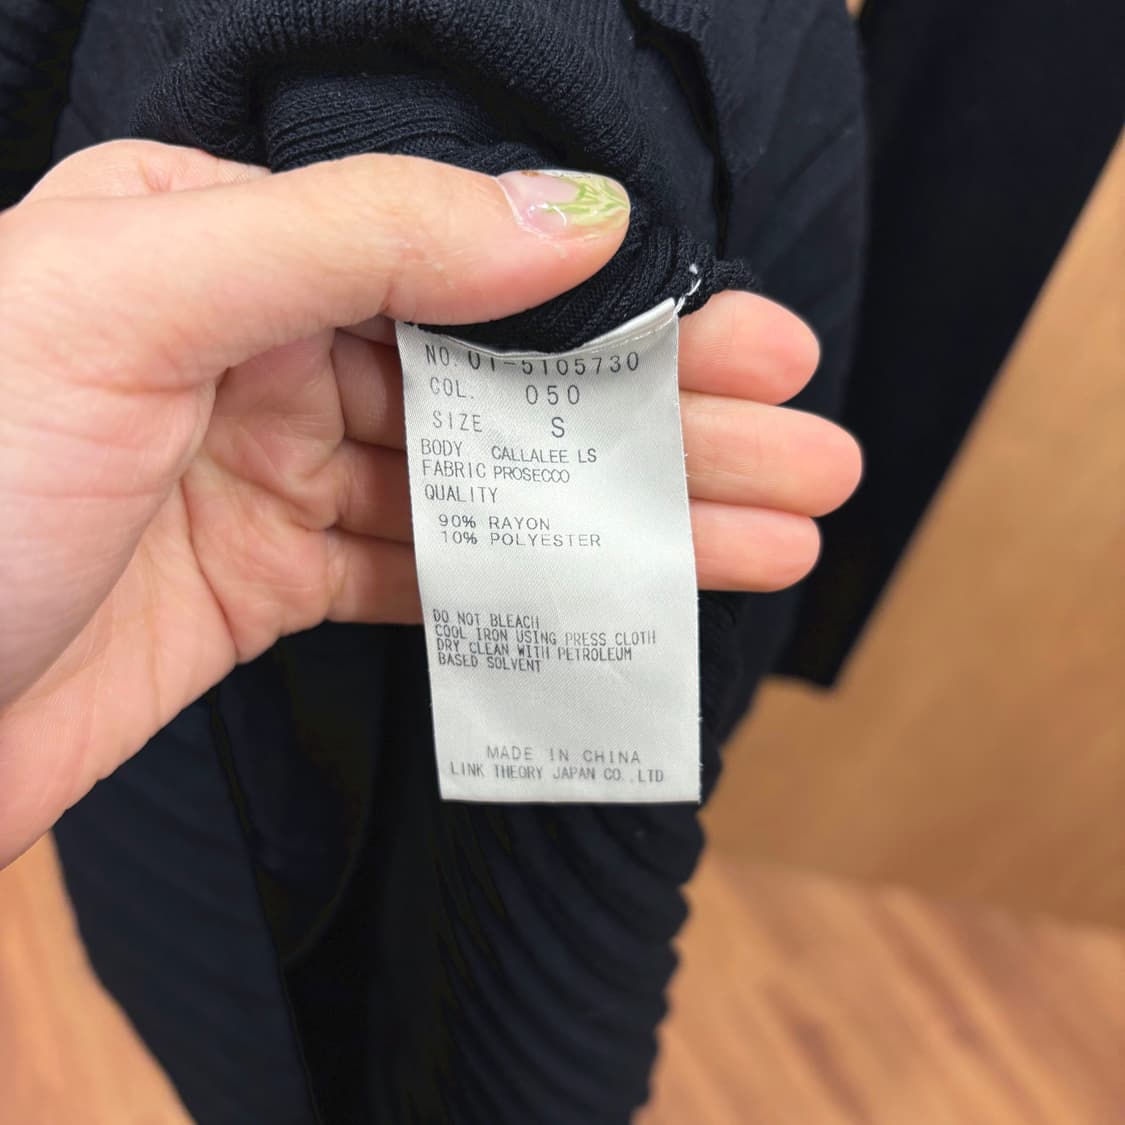 NO. 01-5105730
COL. 050
SIZE S
BODY CALLALEE LS
FABRIC PROSECCO
QUALITY
90% RAYON
10% POLYESTER
DO NOT BLEACH
COOL IRON USING PRESS CLOTH
DRY CLEAN WITH PETROLEUM
BASED SOLVENT
MADE IN CHINA
LINK THEORY JAPAN CO.,LTD